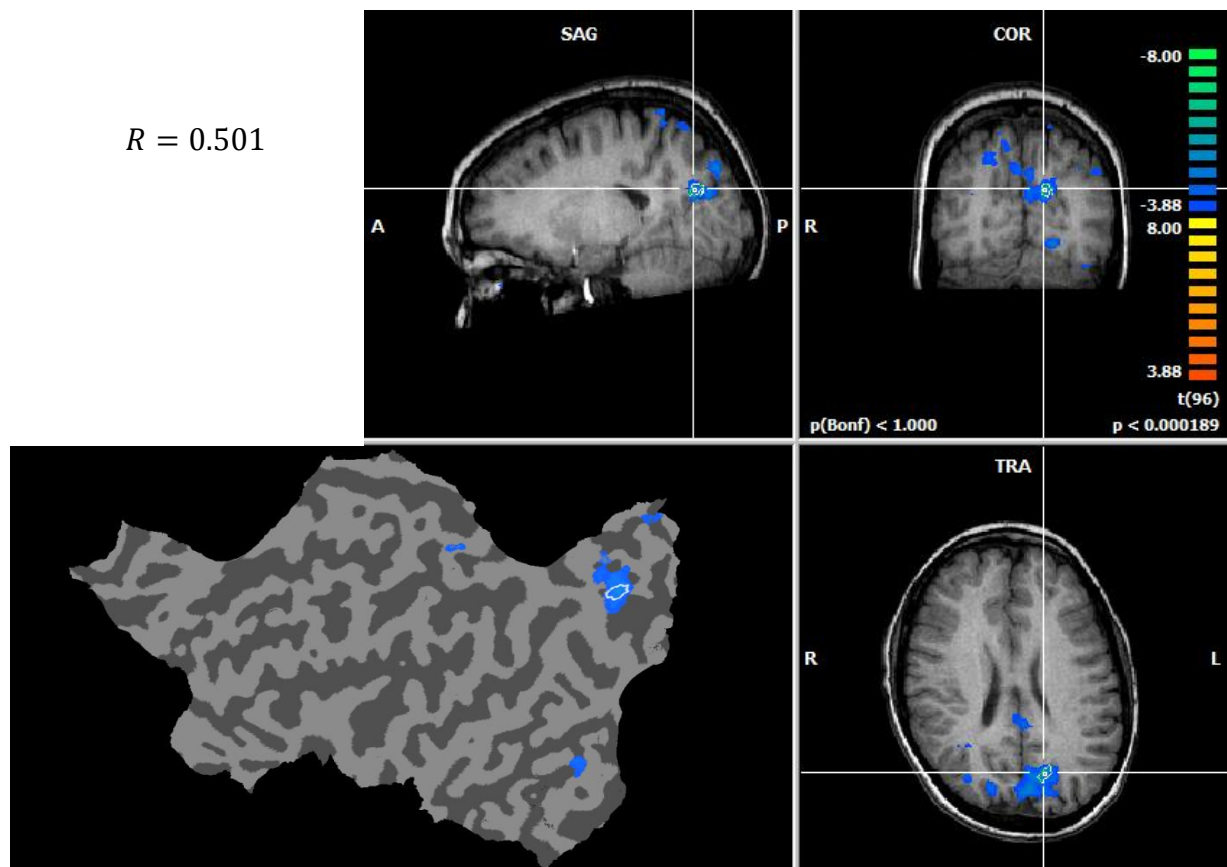 R = 0.501
SAG
A
P
COR
R
-8.00
-3.88
8.00
3.88
t(96)
p(Bonf) < 1.000
p < 0.000189
TRA
R
L